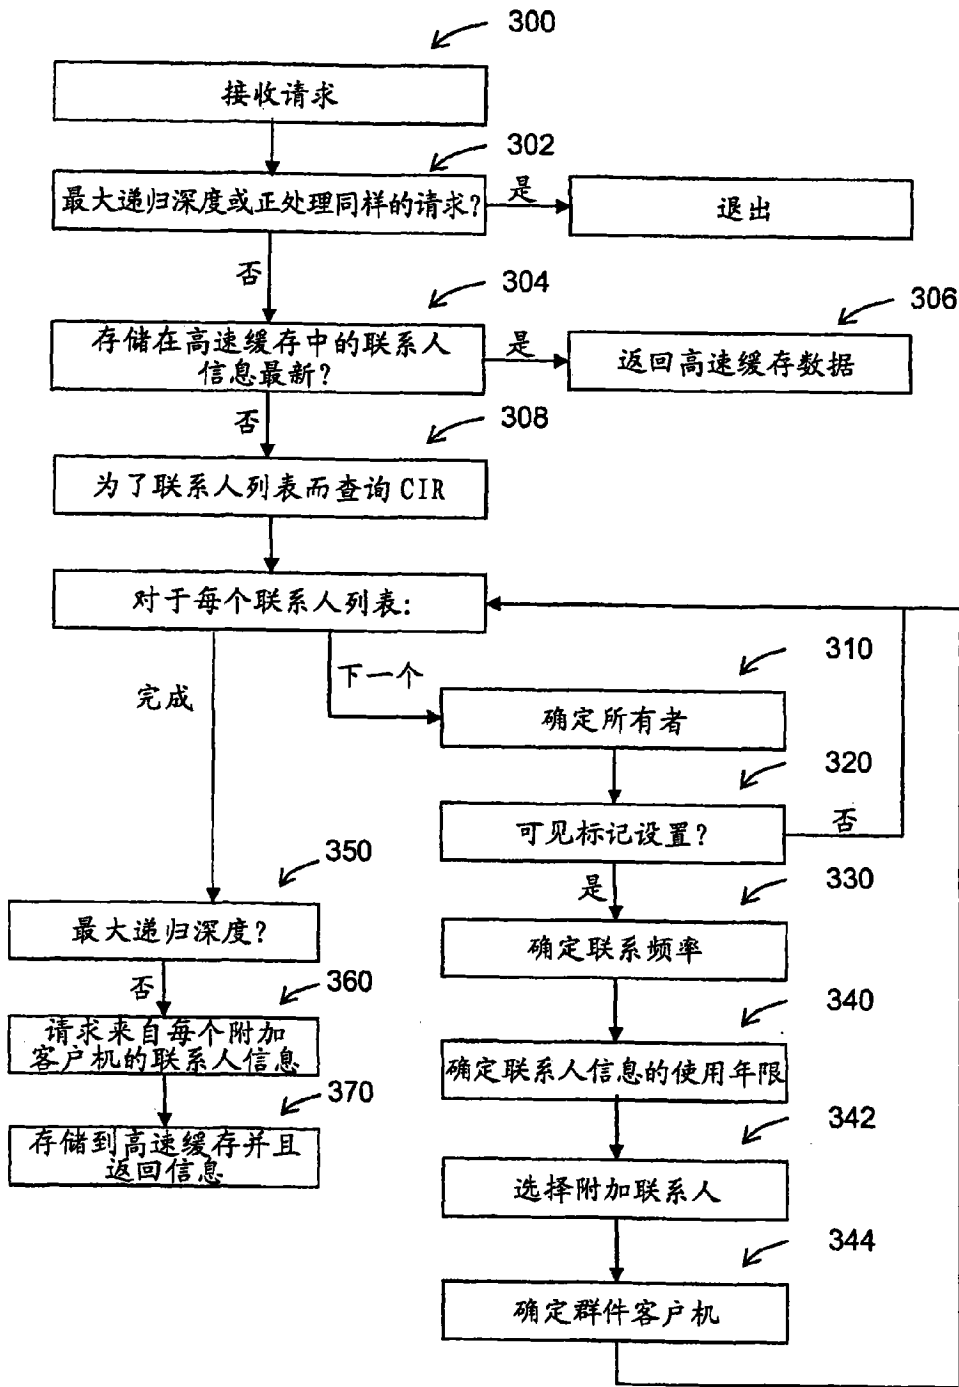 300
接收请求
302
最大递归深度或正处理同样的请求?
是
退出
否
304
306
存储在高速缓存中的联系人
信息最新?
是
返回高速缓存数据
否
308
为了联系人列表而查询CIR
对于每个联系人列表:
完成
下一个
310
确定所有者
320
可见标记设置?
否
是
330
确定联系频率
340
确定联系人信息的使用年限
342
选择附加联系人
344
确定群件客户机
350
最大递归深度?
否
360
请求来自每个附加
客户机的联系人信息
370
存储到高速缓存并且
返回信息